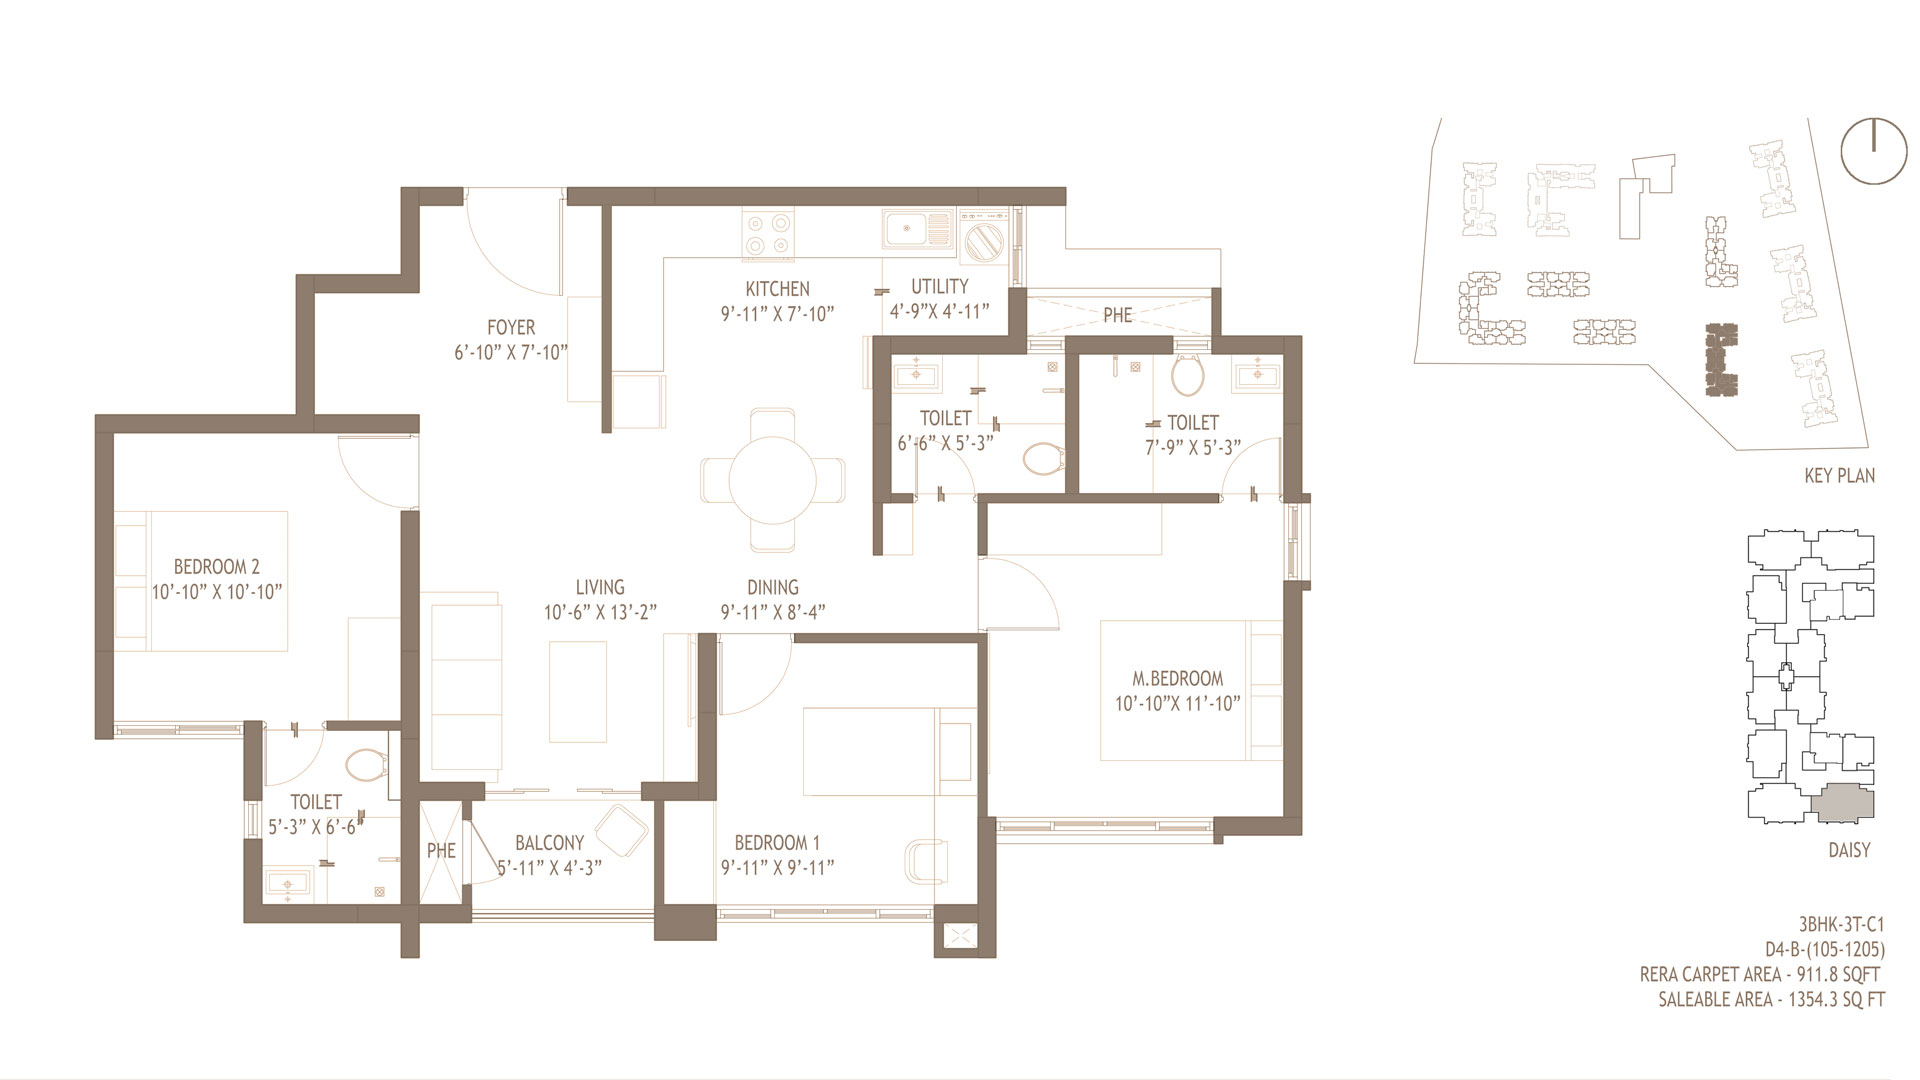 KITCHEN
9'-11” X 7'-10”
UTILITY
4'-9”X 4'-11”
PHE
FOYER
6'-10” X 7'-10”
TOILET
6'-6” X 5'-3”
TOILET
7'-9” X 5'-3”
BEDROOM 2
10'-10” X 10'-10”
LIVING
10'-6” X 13'-2”
DINING
9'-11” X 8'-4”
M.BEDROOM
10'-10”X 11'-10”
TOILET
5'-3” X 6'-6”
PHE
BALCONY
5'-11” X 4'-3”
BEDROOM 1
9'-11” X 9'-11”
KEY PLAN
DAISY
3BHK-3T-C1
D4-B-(105-1205)
RERA CARPET AREA - 911.8 SQFT
SALEABLE AREA - 1354.3 SQ FT